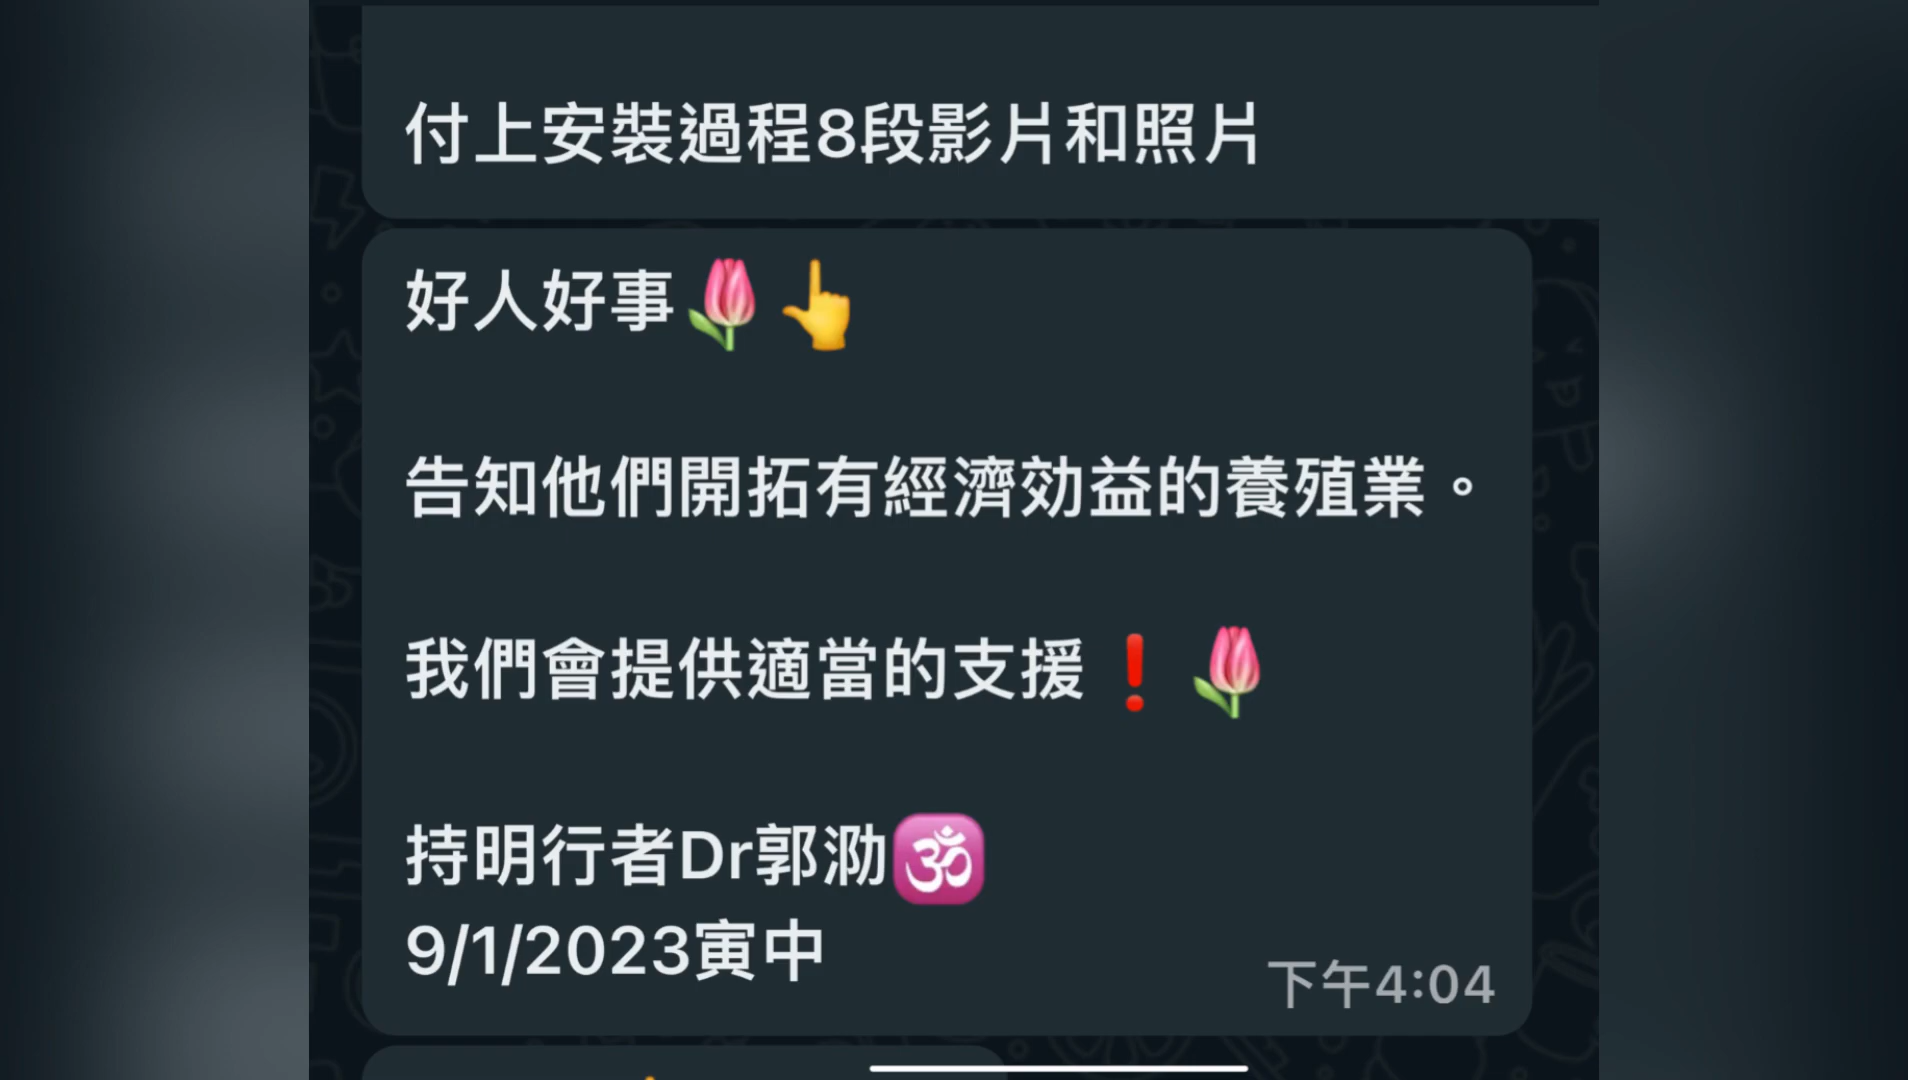 付上安裝過程8段影片和照片
好人好事🌷👆
告知他們開拓有經濟効益的養殖業。
我們會提供適當的支援❗🌷
持明行者Dr郭泐🕉
9/1/2023寅中
下午4:04